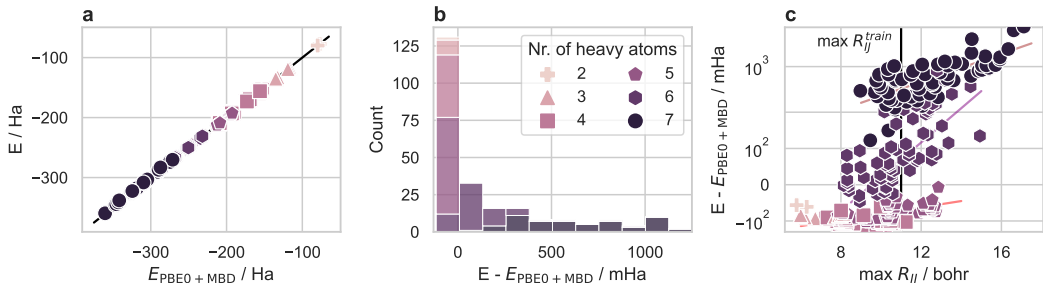 a
−100
−200
−300
E / Ha
−300
−200
−100
E_PBE0+MBD / Ha
b
125
100
75
50
25
0
Count
0
500
1000
E - E_PBE0+MBD / mHa
Nr. of heavy atoms
2
3
4
5
6
7
c
max R_IJ^train
10^3
10^2
0
−10^2
E - E_PBE0+MBD / mHa
8
12
16
max R_IJ / bohr